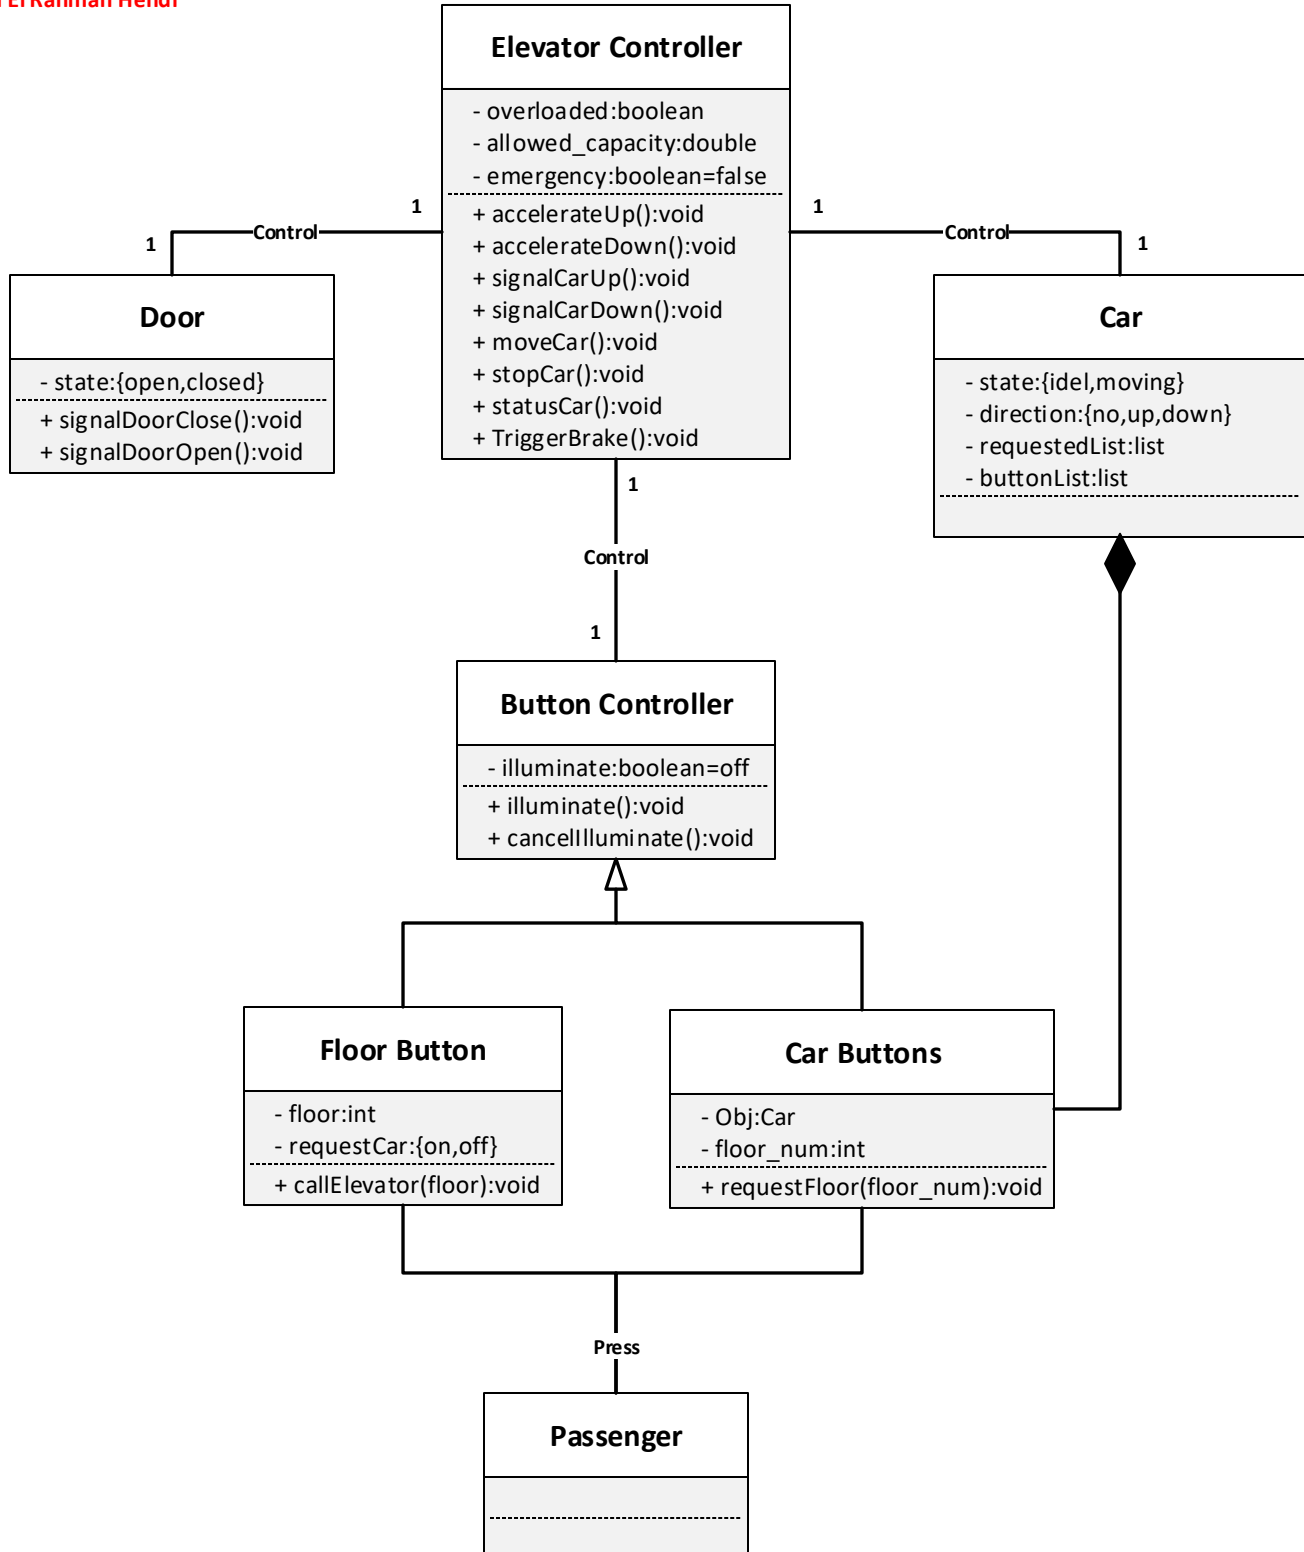 ElRahman Hendi
Elevator Controller
- overloaded:boolean
- allowed_capacity:double
- emergency:boolean=false
+ accelerateUp():void
+ accelerateDown():void
+ signalCarUp():void
+ signalCarDown():void
+ moveCar():void
+ stopCar():void
+ statusCar():void
+ TriggerBrake():void
1
Control
1
1
Control
1
Door
- state:{open,closed}
+ signalDoorClose():void
+ signalDoorOpen():void
Car
- state:{idel,moving}
- direction:{no,up,down}
- requestedList:list
- buttonList:list
1
Control
1
Button Controller
- illuminate:boolean=off
+ illuminate():void
+ cancelIlluminate():void
Floor Button
- floor:int
- requestCar:{on,off}
+ callElevator(floor):void
Car Buttons
- Obj:Car
- floor_num:int
+ requestFloor(floor_num):void
Press
Passenger